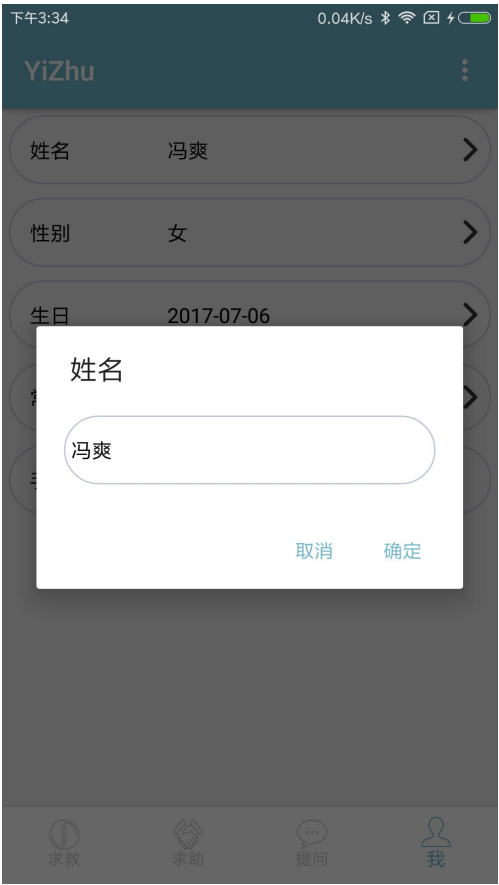 下午3:34 0.04K/s
YiZhu
姓名 冯爽
性别 女
生日 2017-07-06
姓名
冯爽
取消 确定
求救 求助 提问 我